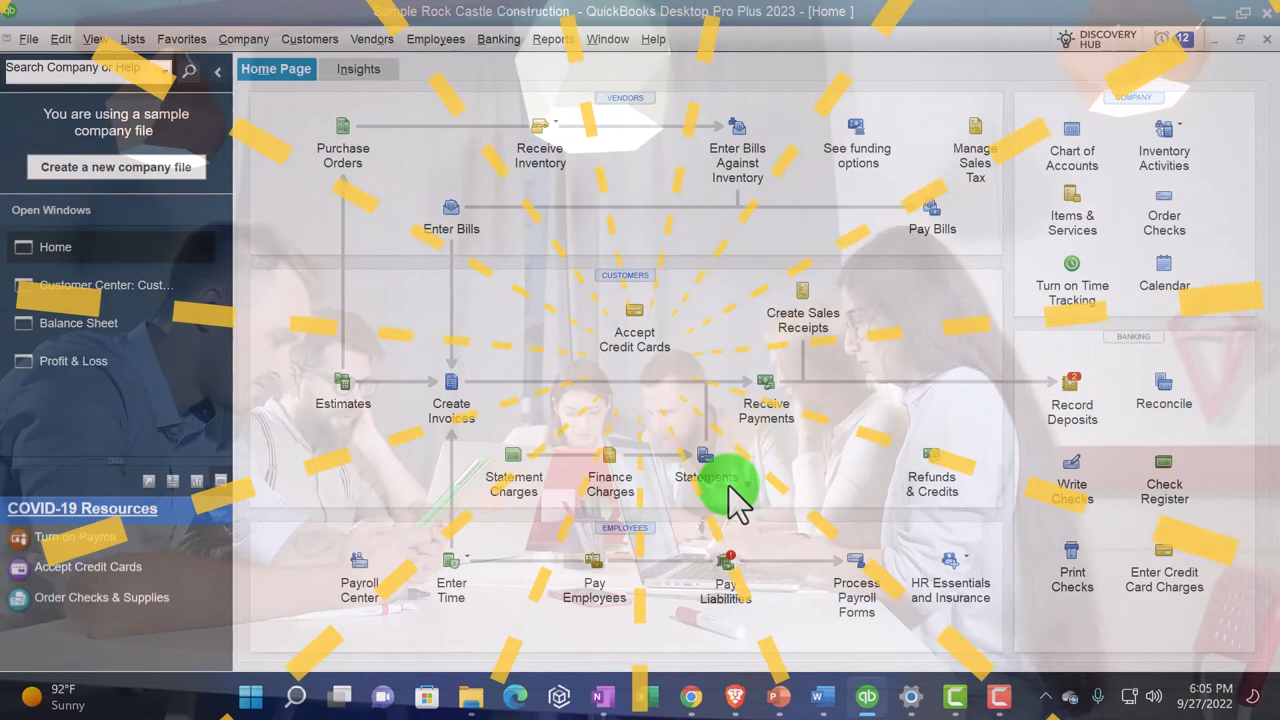 Sample Rock Castle Construction - QuickBooks Desktop Pro Plus 2023 - [Home ]
File Edit View Lists Favorites Company Customers Vendors Employees Banking Reports Window Help
DISCOVERY
HUB
12
Search Company or Help
Home Page
Insights
You are using a sample
company file
Create a new company file
Open Windows
Home
Customer Center: Cust...
Balance Sheet
Profit & Loss
COVID-19 Resources
Turn on Payroll
Accept Credit Cards
Order Checks & Supplies
VENDORS
Purchase
Orders
Receive
Inventory
Enter Bills
Against
Inventory
See funding
options
Manage
Sales
Tax
Enter Bills
Pay Bills
CUSTOMERS
Accept
Credit Cards
Create Sales
Receipts
Estimates
Create
Invoices
Receive
Payments
Statement
Charges
Finance
Charges
Statements
Refunds
& Credits
EMPLOYEES
Payroll
Center
Enter
Time
Pay
Employees
Pay
Liabilities
Process
Payroll
Forms
HR Essentials
and Insurance
COMPANY
Chart of
Accounts
Inventory
Activities
Items &
Services
Order
Checks
Turn on Time
Tracking
Calendar
BANKING
2
Record
Deposits
Reconcile
Write
Checks
Check
Register
Print
Checks
Enter Credit
Card Charges
92°F
Sunny
6:05 PM
9/27/2022